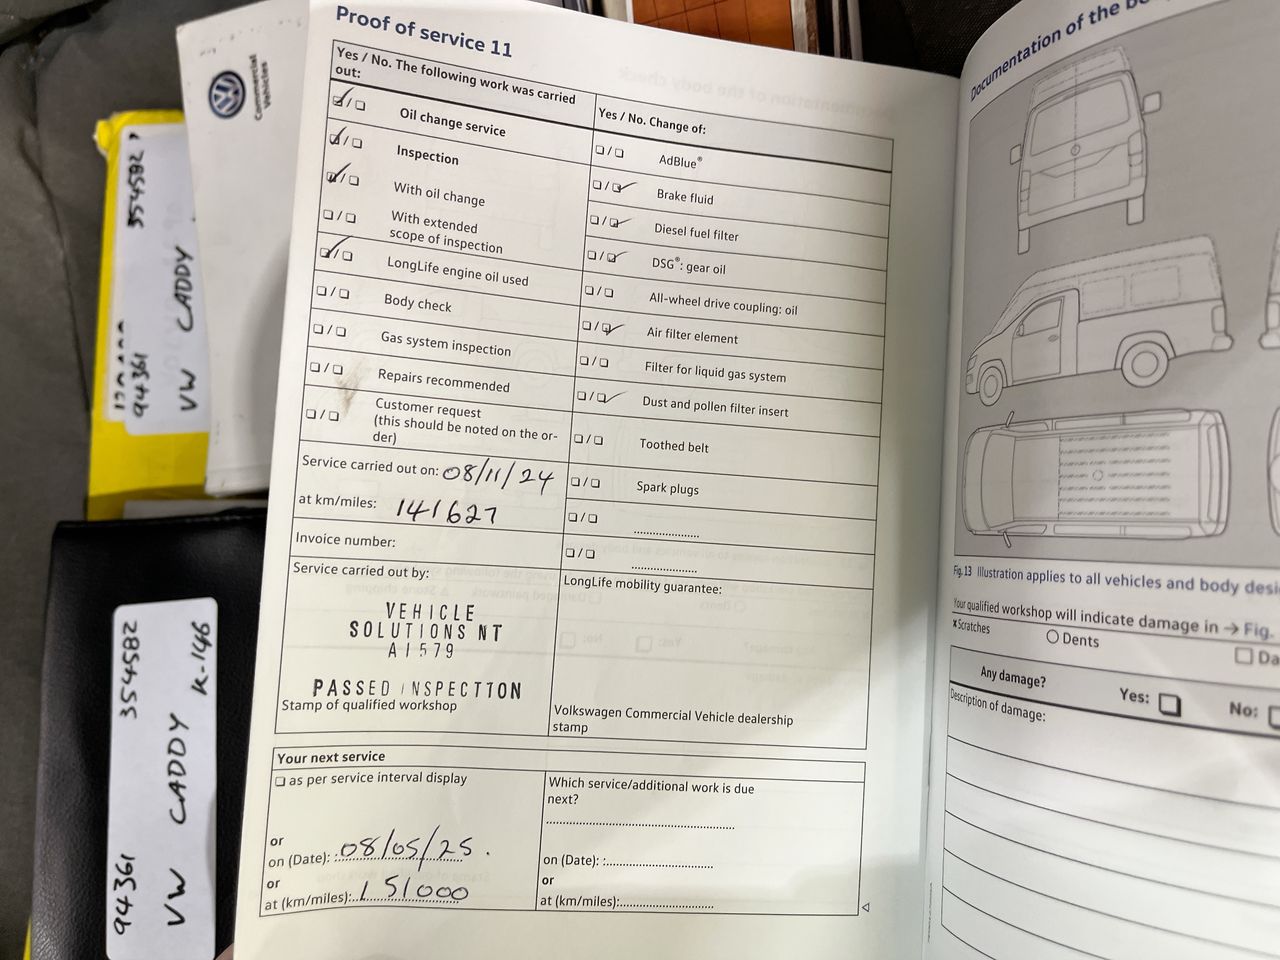 Proof of service 11
Yes / No. The following work was carried
out:
☑/☐ Oil change service
☑/☐ Inspection
☑/☐ With oil change
☐/☐ With extended
scope of inspection
☑/☐ LongLife engine oil used
☐/☐ Body check
☐/☐ Gas system inspection
☐/☐ Repairs recommended
☐/☐ Customer request
(this should be noted on the or-
der)
Service carried out on: 08/11/24
at km/miles: 141627
Invoice number:
Service carried out by:
VEHICLE
SOLUTIONS NT
AI579
PASSED INSPECTION
Stamp of qualified workshop
Yes / No. Change of:
☐/☐ AdBlue®
☐/☑ Brake fluid
☐/☑ Diesel fuel filter
☐/☑ DSG®: gear oil
☐/☐ All-wheel drive coupling: oil
☐/☑ Air filter element
☐/☐ Filter for liquid gas system
☐/☑ Dust and pollen filter insert
☐/☐ Toothed belt
☐/☐ Spark plugs
☐/☐ ....................
☐/☐ ....................
LongLife mobility guarantee:
Volkswagen Commercial Vehicle dealership
stamp
Your next service
☐ as per service interval display
or
on (Date): 08/05/25.
or
at (km/miles): 151000
Which service/additional work is due
next?
on (Date):
or
at (km/miles):
Documentation of the
Fig. 13 Illustration applies to all vehicles and body
Your qualified workshop will indicate damage in → Fig.
x Scratches
○ Dents
☐ Da
Any damage?
Yes: ☐
No: ☐
Description of damage:
Commercial
Vehicles
354582
94361
VW CADDY
94361
354582
VW CADDY
K-146